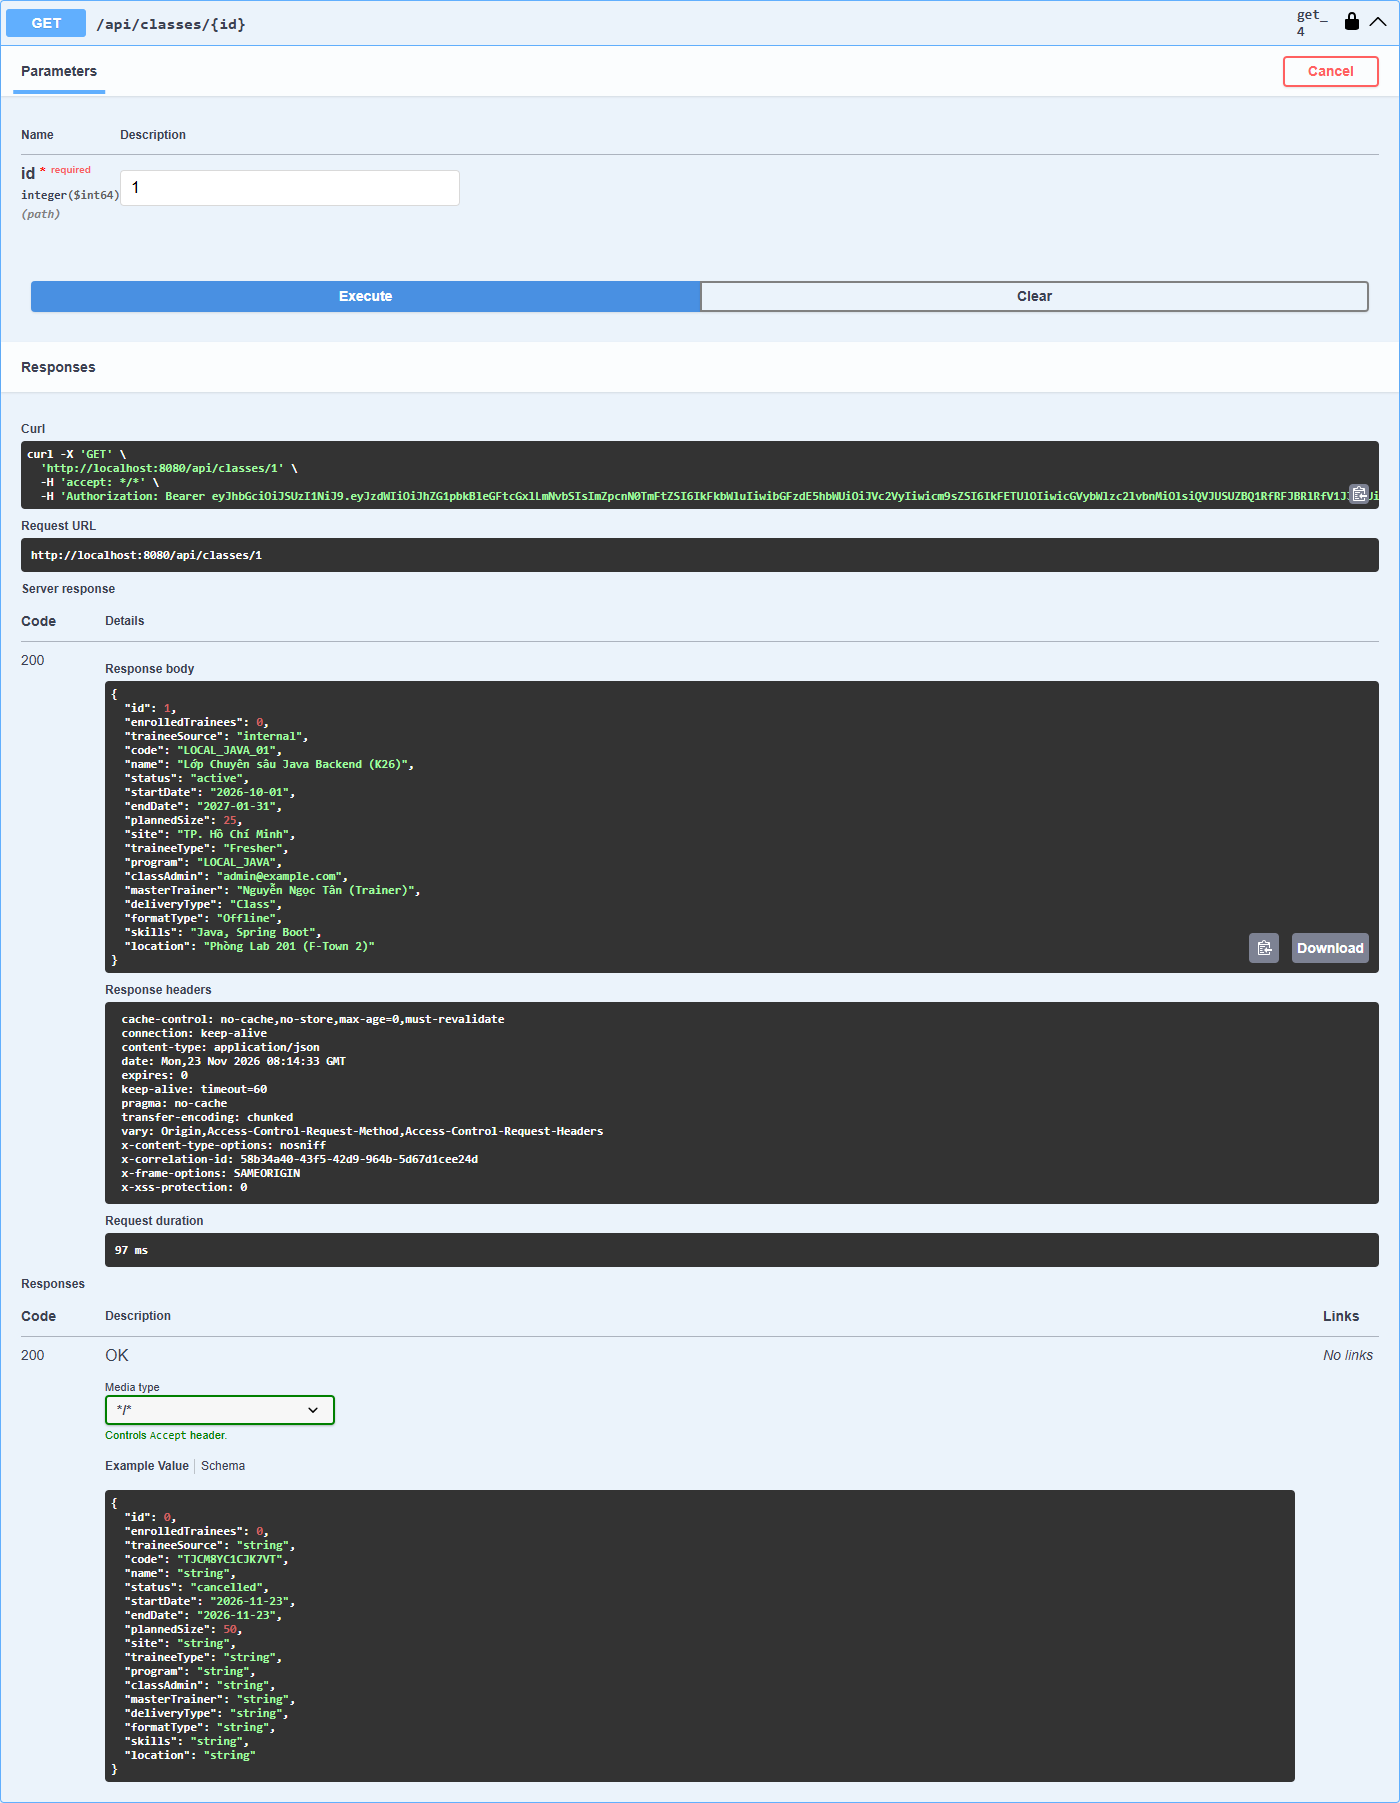 GET /api/classes/{id} get_4
Parameters
Cancel
Name Description
id * required
integer($int64)
(path)
1
Execute Clear
Responses
Curl
curl -X 'GET' \
'http://localhost:8080/api/classes/1' \
-H 'accept: */*' \
Request URL
http://localhost:8080/api/classes/1
Server response
Code Details
200
Response body
{
"id": 1,
"enrolledTrainees": 0,
"traineeSource": "internal",
"code": "LOCAL_JAVA_01",
"name": "Lớp Chuyên sâu Java Backend (K26)",
"status": "active",
"startDate": "2026-10-01",
"endDate": "2027-01-31",
"plannedSize": 25,
"site": "TP. Hồ Chí Minh",
"traineeType": "Fresher",
"program": "LOCAL_JAVA",
"classAdmin": "admin@example.com",
"masterTrainer": "Nguyễn Ngọc Tân (Trainer)",
"deliveryType": "Class",
"formatType": "Offline",
"skills": "Java, Spring Boot",
"location": "Phòng Lab 201 (F-Town 2)"
}
Download
Response headers
cache-control: no-cache,no-store,max-age=0,must-revalidate
connection: keep-alive
content-type: application/json
date: Mon,23 Nov 2026 08:14:33 GMT
expires: 0
keep-alive: timeout=60
pragma: no-cache
transfer-encoding: chunked
vary: Origin,Access-Control-Request-Method,Access-Control-Request-Headers
x-content-type-options: nosniff
x-correlation-id: 58b34a40-43f5-42d9-964b-5d67d1cee24d
x-frame-options: SAMEORIGIN
x-xss-protection: 0
Request duration
97 ms
Responses
Code Description Links
200 OK No links
Media type
*/*
Controls Accept header.
Example Value Schema
{
"id": 0,
"enrolledTrainees": 0,
"traineeSource": "string",
"code": "TJCM8YC1CJK7VT",
"name": "string",
"status": "cancelled",
"startDate": "2026-11-23",
"endDate": "2026-11-23",
"plannedSize": 50,
"site": "string",
"traineeType": "string",
"program": "string",
"classAdmin": "string",
"masterTrainer": "string",
"deliveryType": "string",
"formatType": "string",
"skills": "string",
"location": "string"
}